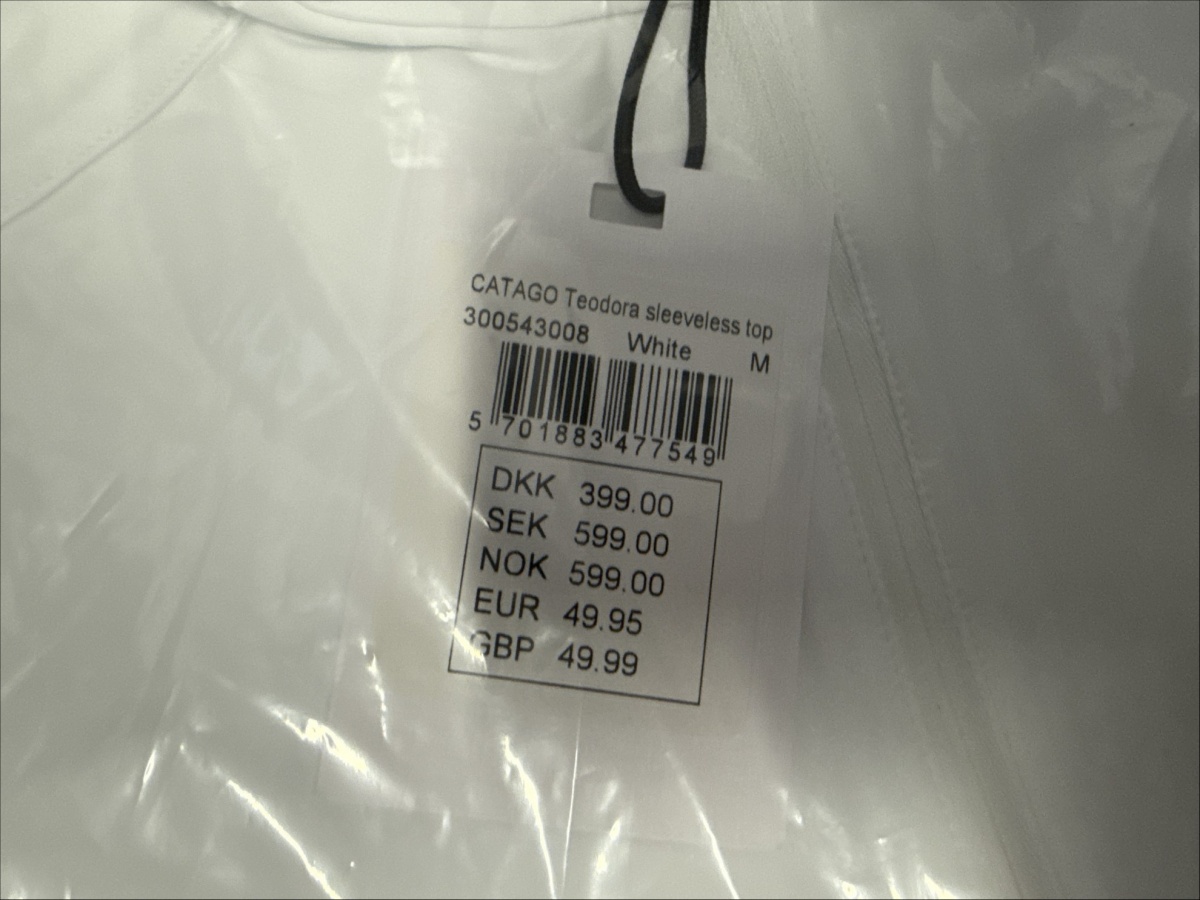 CATAGO Teodora sleeveless top
300543008 White M
5 701883 477549
DKK 399.00
SEK 599.00
NOK 599.00
EUR 49.95
GBP 49.99